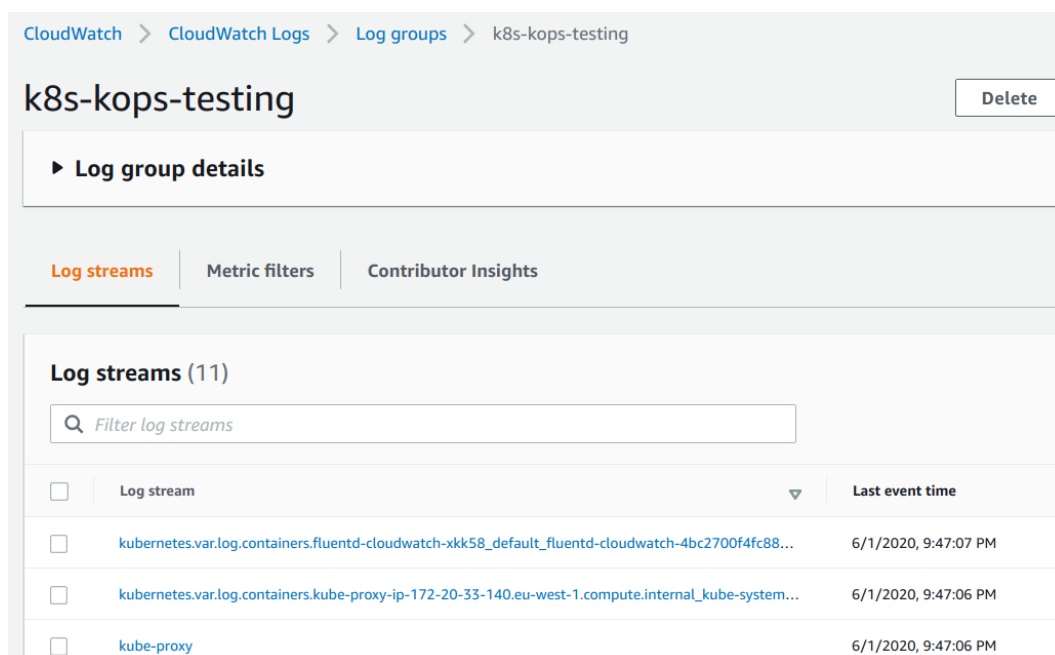 CloudWatch > CloudWatch Logs > Log groups > k8s-kops-testing
k8s-kops-testing
Delete
Log group details
Log streams
Metric filters
Contributor Insights
Log streams (11)
Filter log streams
Log stream
Last event time
kubernetes.var.log.containers.fluentd-cloudwatch-xkk58_default_fluentd-cloudwatch-4bc2700f4fc88...
6/1/2020, 9:47:07 PM
kubernetes.var.log.containers.kube-proxy-ip-172-20-33-140.eu-west-1.compute.internal_kube-system...
6/1/2020, 9:47:06 PM
kube-proxy
6/1/2020, 9:47:06 PM